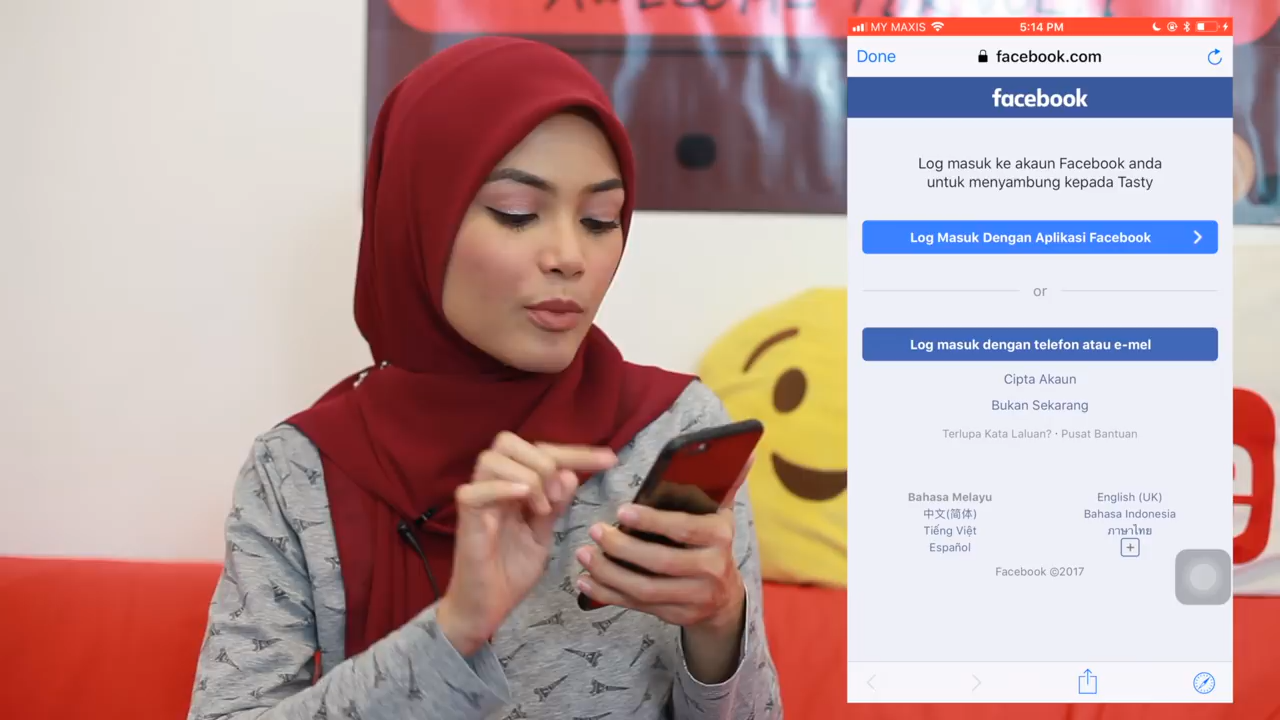 AWESOME
MY MAXIS
5:14 PM
Done
facebook.com
facebook
Log masuk ke akaun Facebook anda
untuk menyambung kepada Tasty
Log Masuk Dengan Aplikasi Facebook
or
Log masuk dengan telefon atau e-mel
Cipta Akaun
Bukan Sekarang
Terlupa Kata Laluan? · Pusat Bantuan
Bahasa Melayu
English (UK)
中文(简体)
Bahasa Indonesia
Tiếng Việt
ภาษาไทย
Español
Facebook ©2017